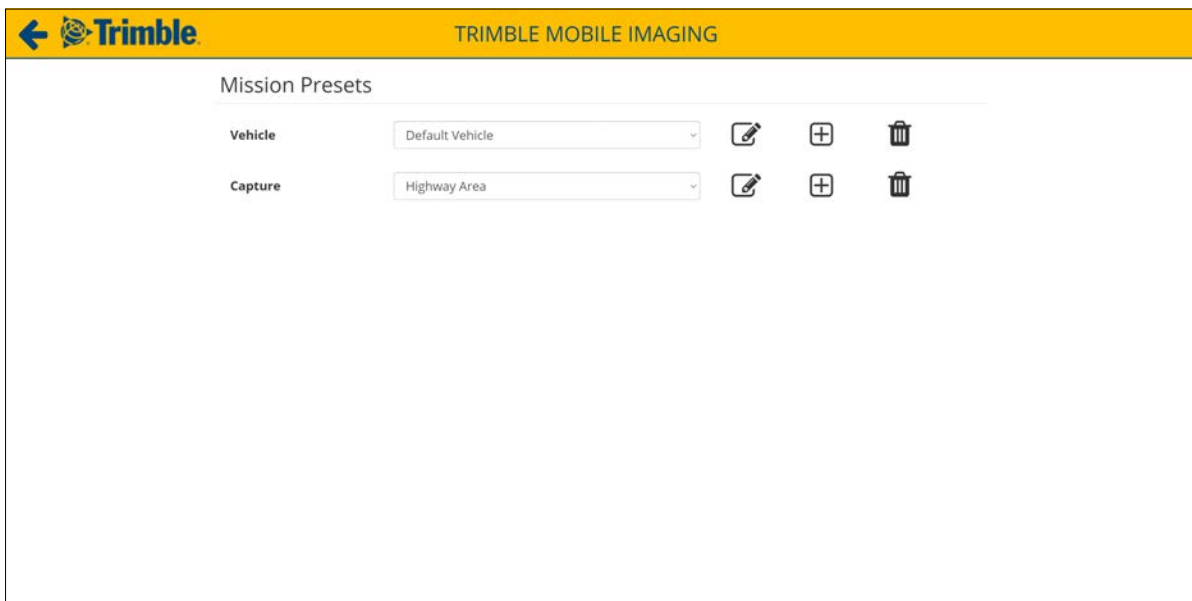 Trimble.
TRIMBLE MOBILE IMAGING
Mission Presets
Vehicle Default Vehicle
Capture Highway Area